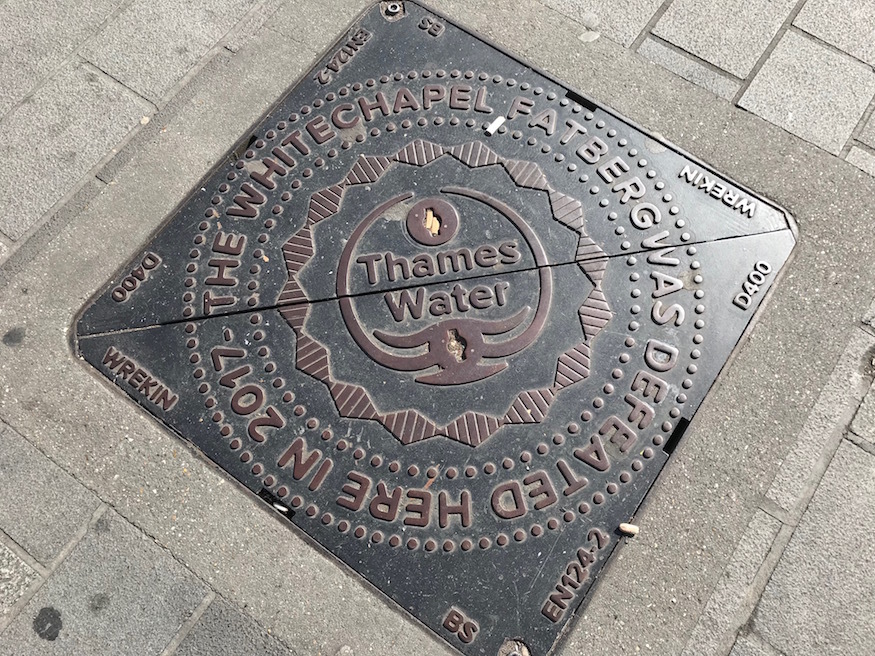 BS
EN124-2
THE WHITECHAPEL FATBERG WAS DEFEATED HERE IN 2017-
Thames
Water
WREKIN
D400
D400
WREKIN
EN124-2
BS